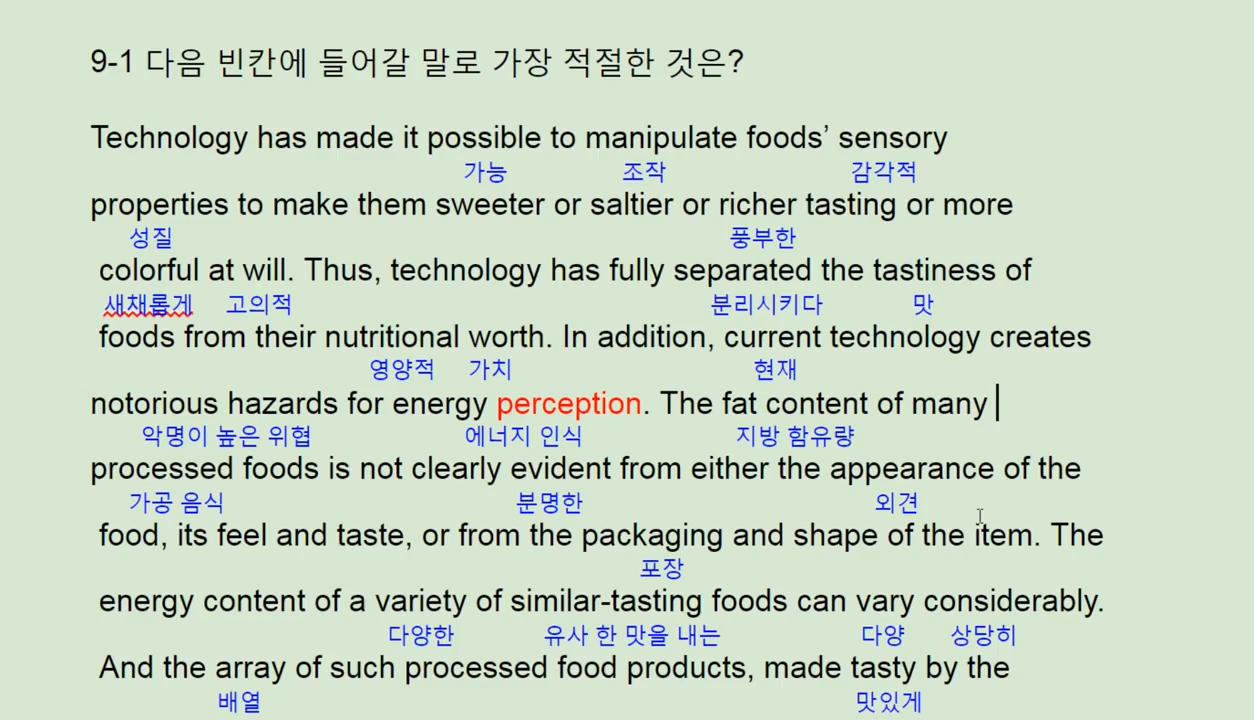 9-1 다음 빈칸에 들어갈 말로 가장 적절한 것은?
Technology has made it possible to manipulate foods’ sensory
가능 조작 감각적
properties to make them sweeter or saltier or richer tasting or more
성질 풍부한
colorful at will. Thus, technology has fully separated the tastiness of
새채롭게 고의적 분리시키다 맛
foods from their nutritional worth. In addition, current technology creates
영양적 가치 현재
notorious hazards for energy perception. The fat content of many
악명이 높은 위협 에너지 인식 지방 함유량
processed foods is not clearly evident from either the appearance of the
가공 음식 분명한 외견
food, its feel and taste, or from the packaging and shape of the item. The
포장
energy content of a variety of similar-tasting foods can vary considerably.
다양한 유사 한 맛을 내는 다양 상당히
And the array of such processed food products, made tasty by the
배열 맛있게